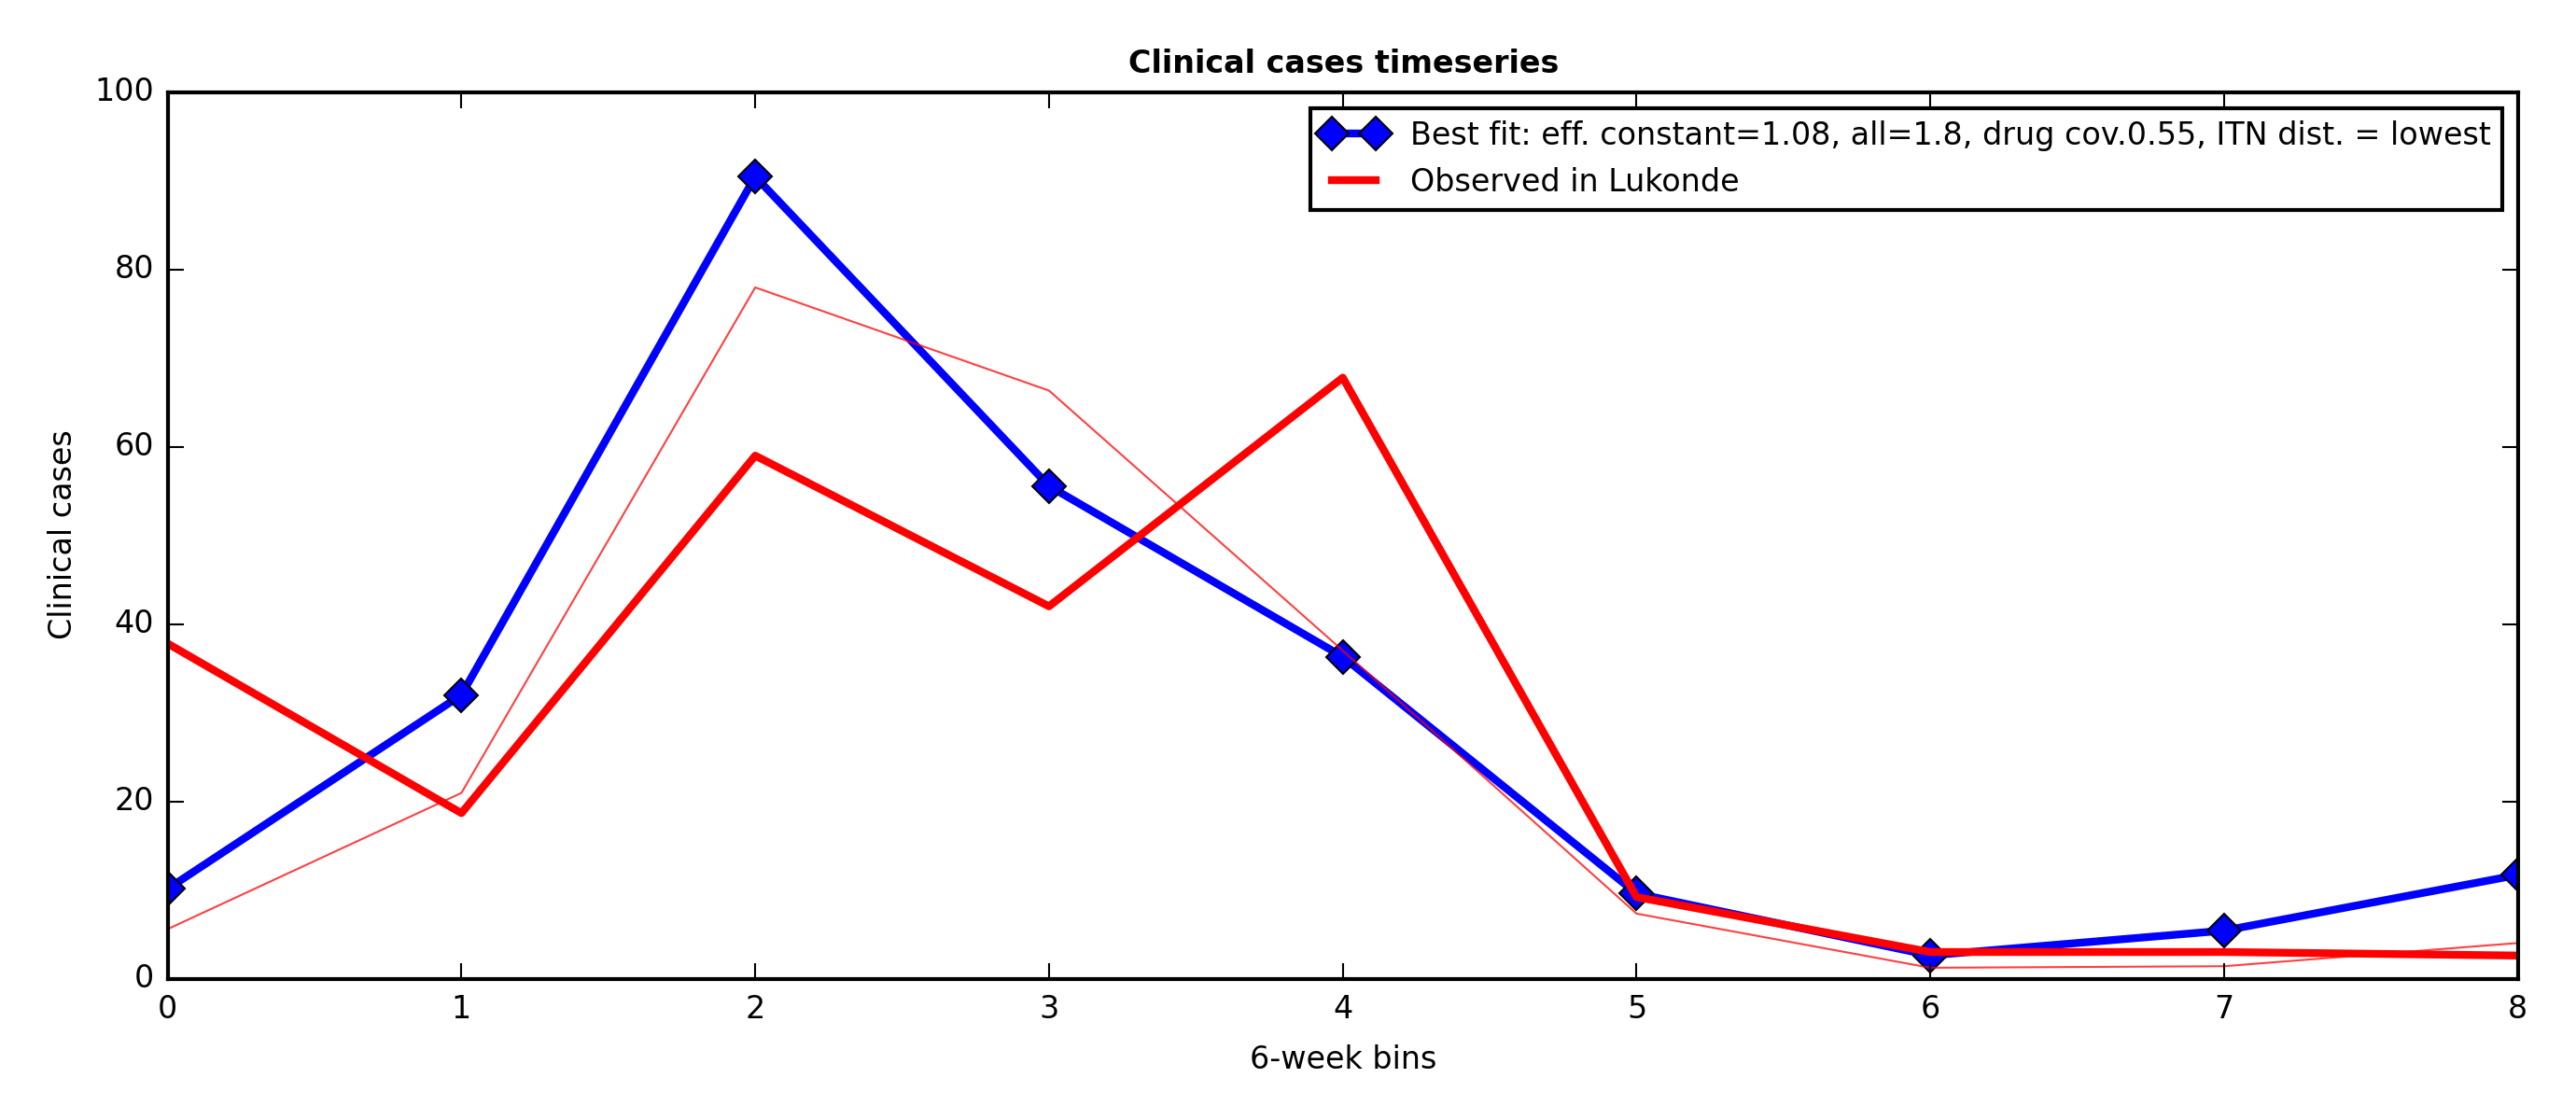 Clinical cases timeseries
Best fit: eff. constant=1.08, all=1.8, drug cov.0.55, ITN dist. = lowest
Observed in Lukonde
Clinical cases
100
80
60
40
20
0
0 1 2 3 4 5 6 7 8
6-week bins